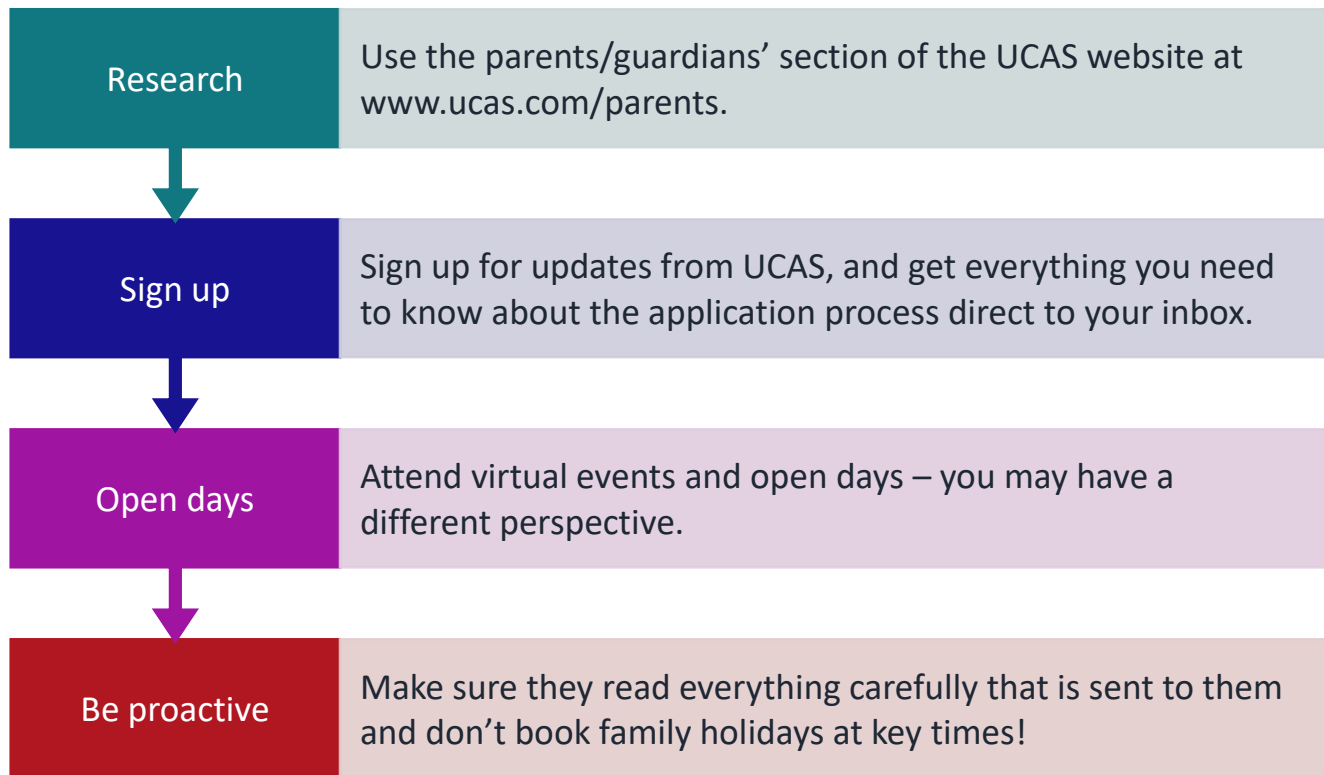 Research
Use the parents/guardians’ section of the UCAS website at
www.ucas.com/parents.
Sign up
Sign up for updates from UCAS, and get everything you need
to know about the application process direct to your inbox.
Open days
Attend virtual events and open days – you may have a
different perspective.
Be proactive
Make sure they read everything carefully that is sent to them
and don’t book family holidays at key times!